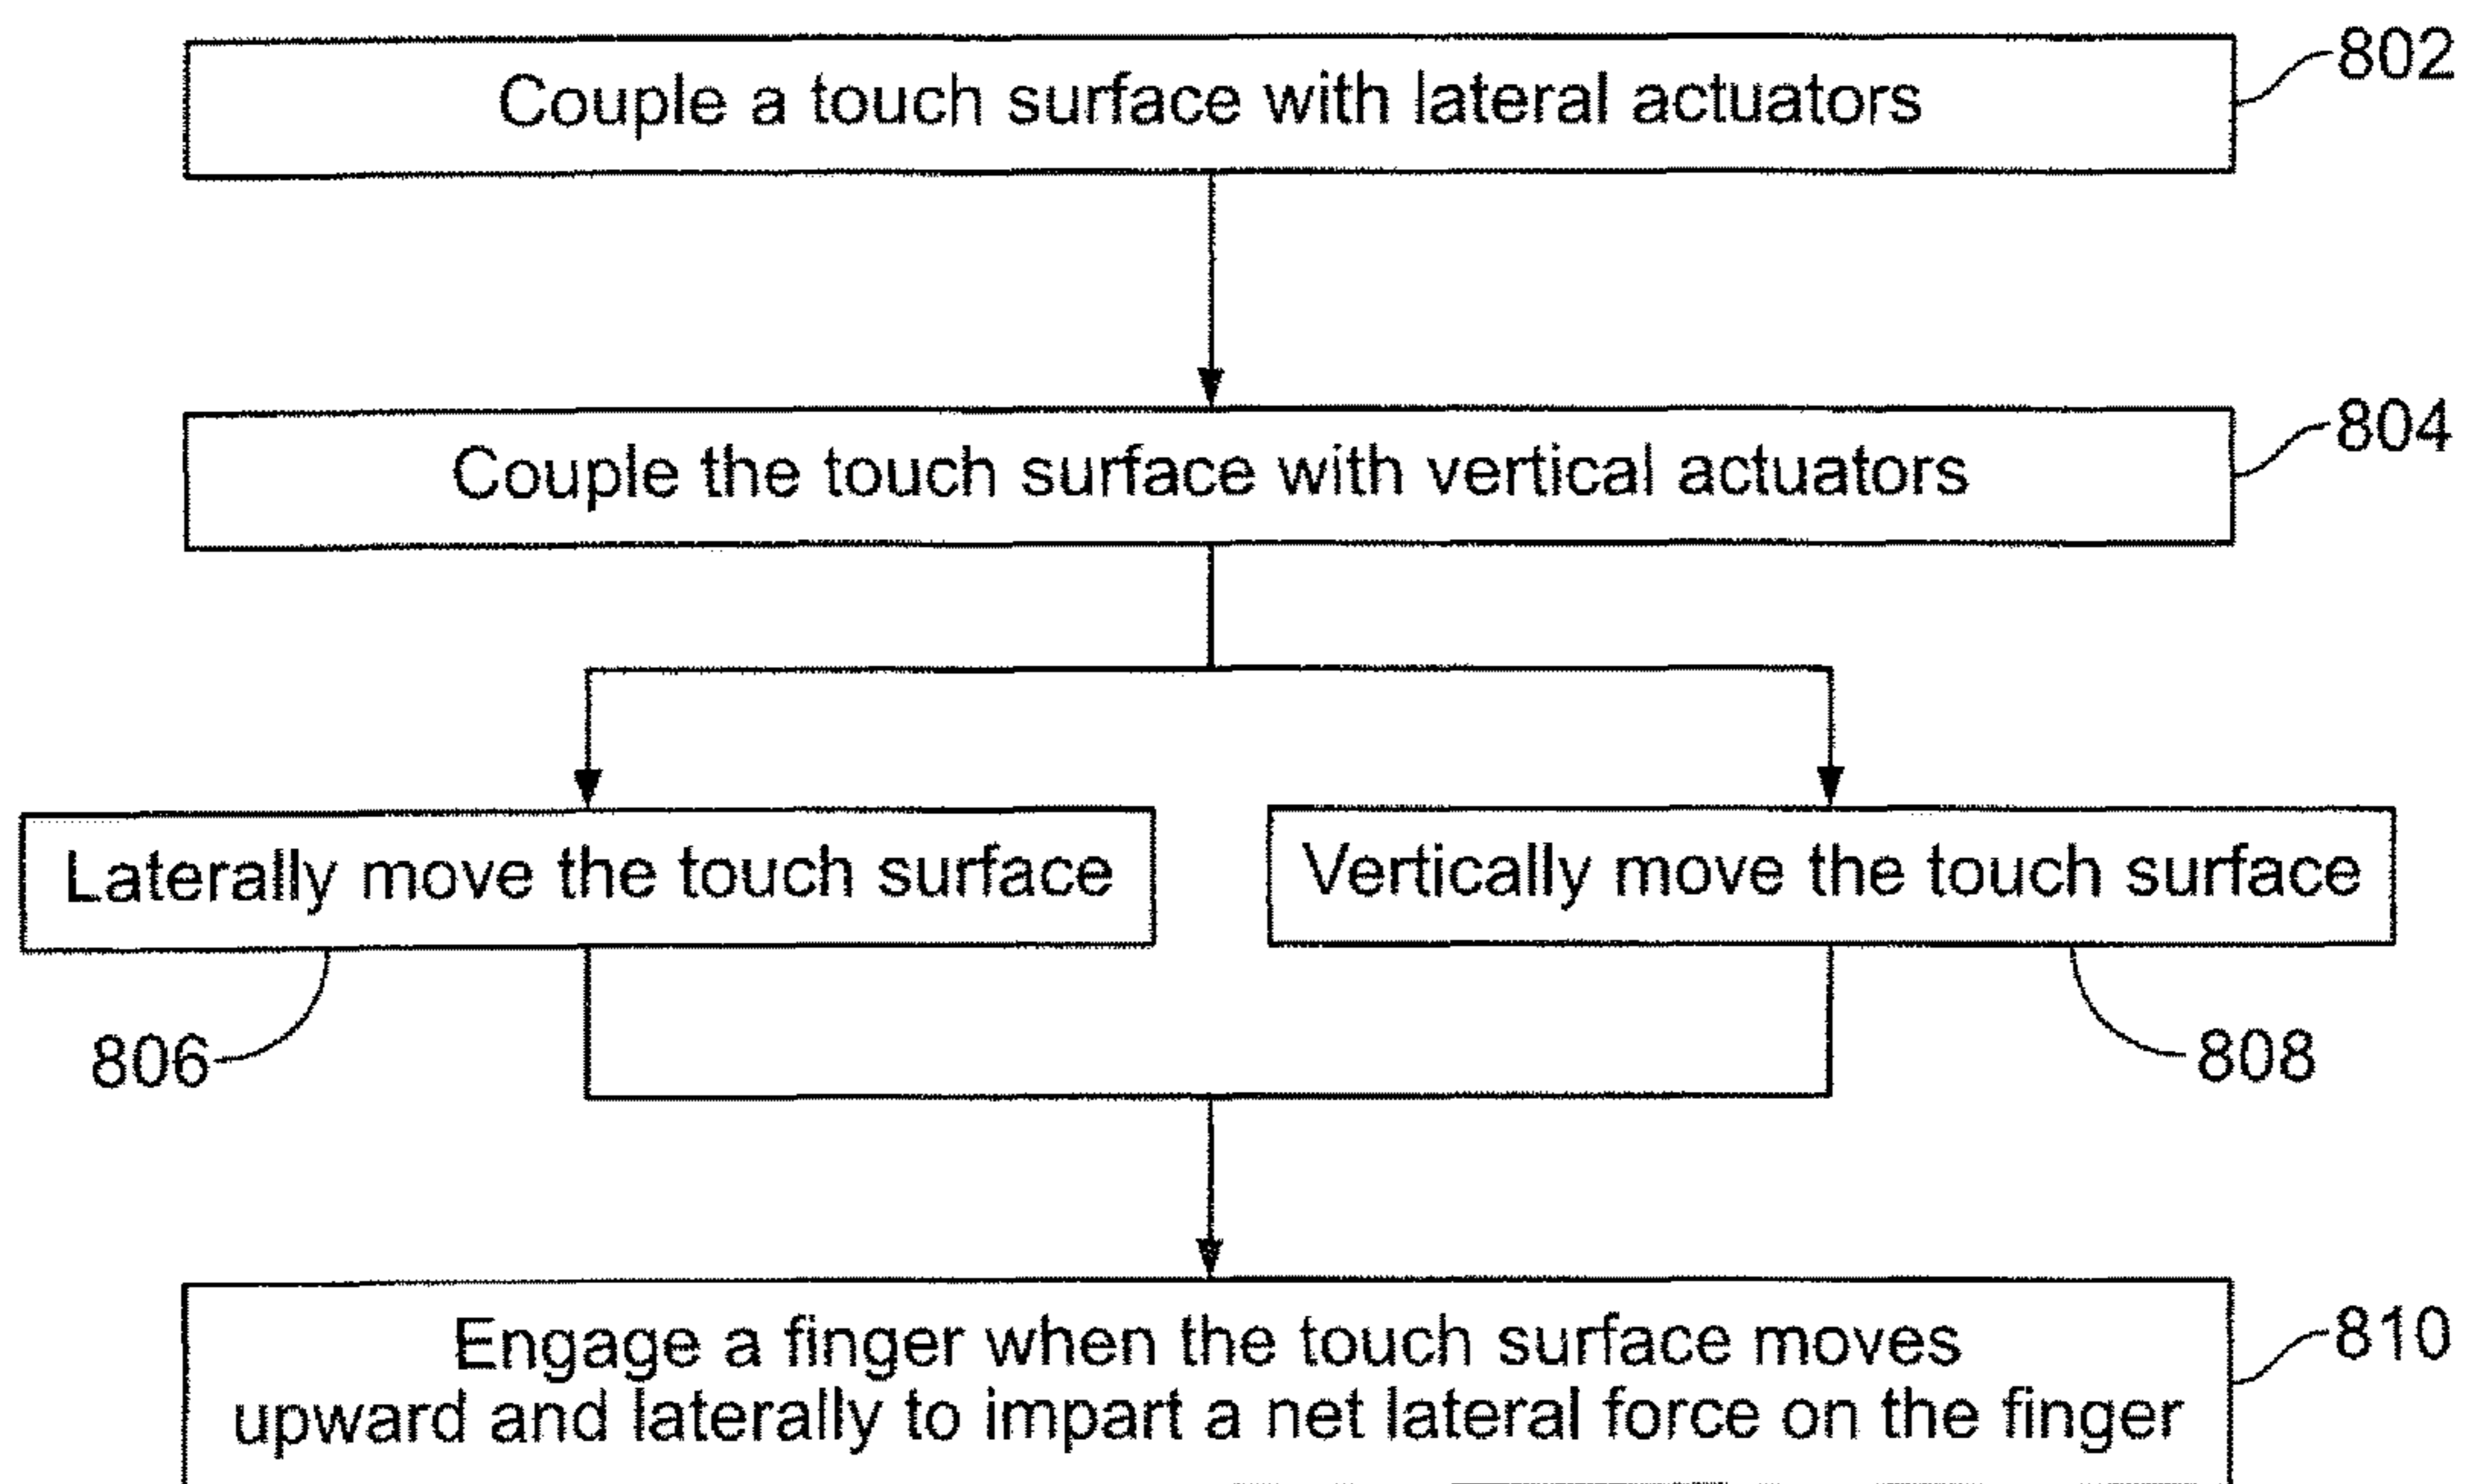 Couple a touch surface with lateral actuators
802
Couple the touch surface with vertical actuators
804
Laterally move the touch surface
Vertically move the touch surface
806
808
Engage a finger when the touch surface moves
upward and laterally to impart a net lateral force on the finger
810